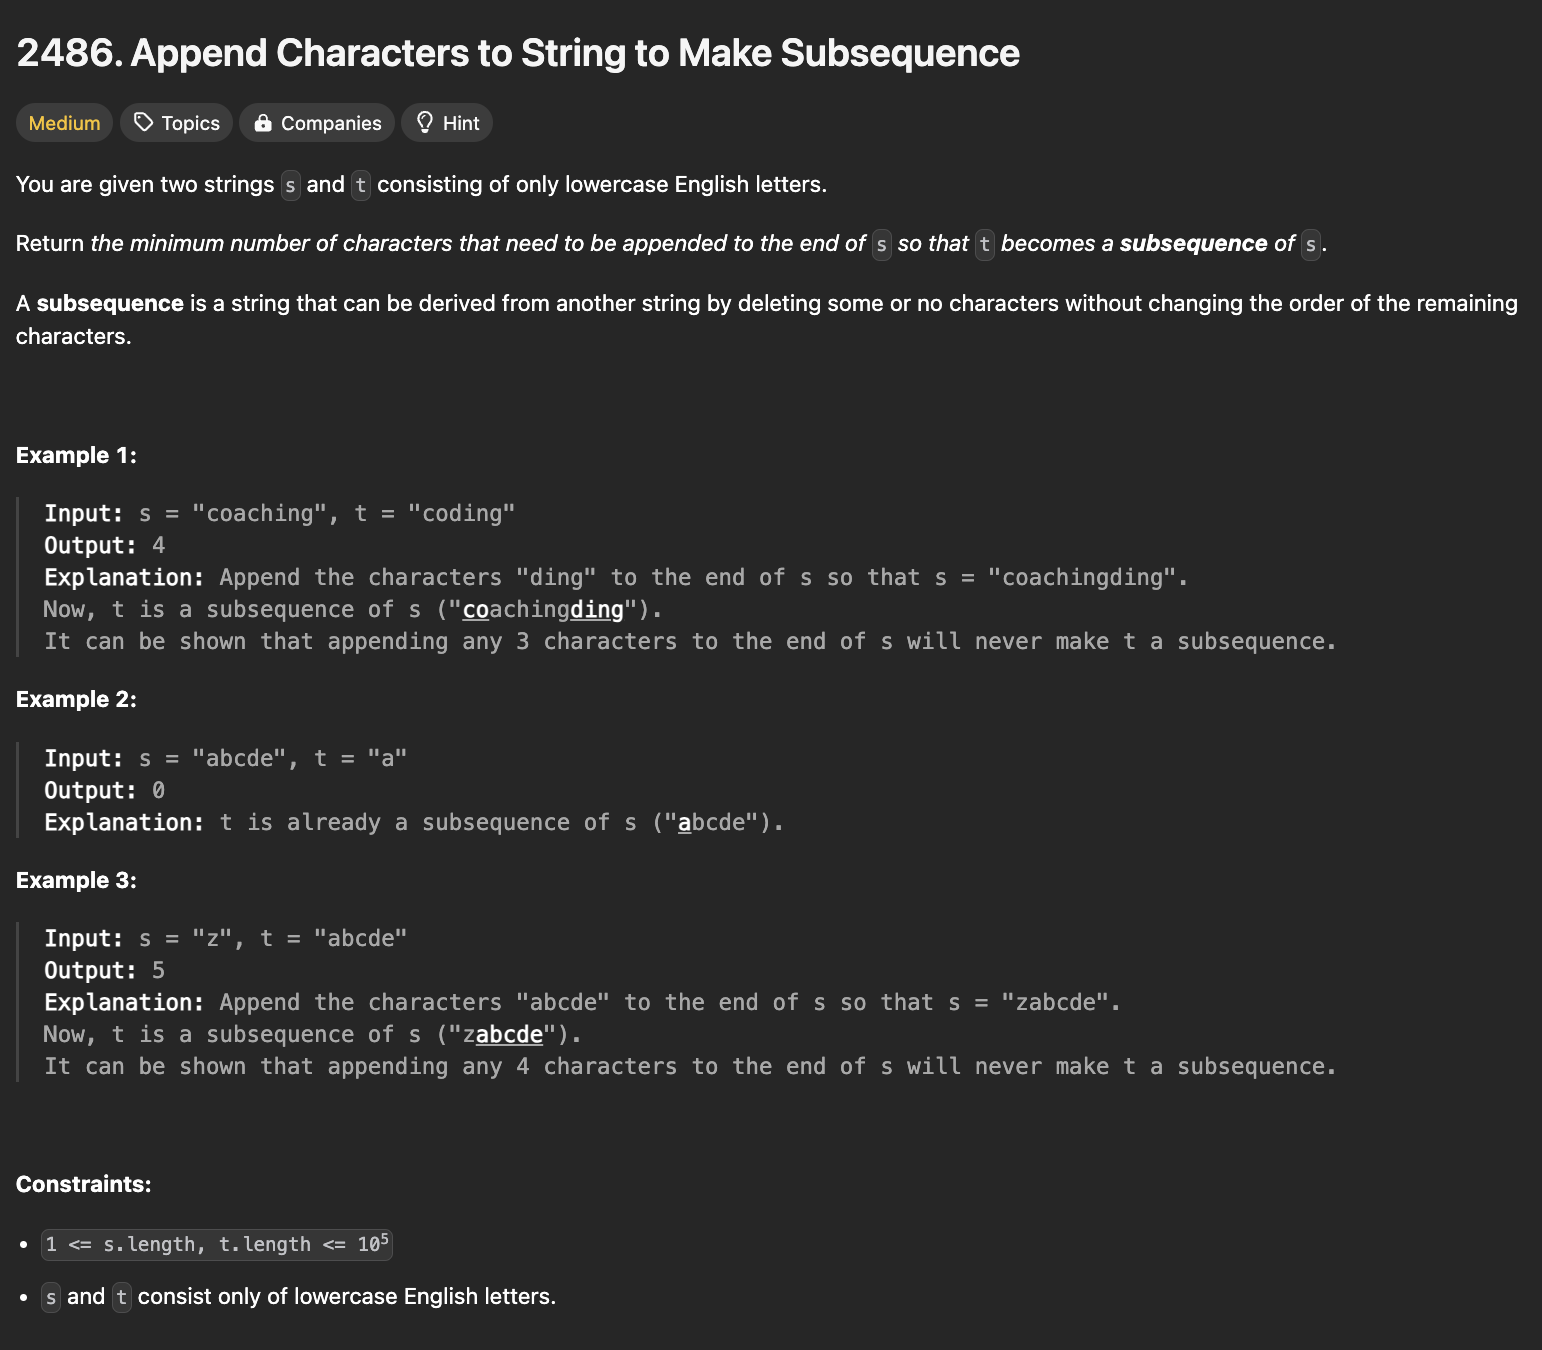 2486. Append Characters to String to Make Subsequence
Medium Topics Companies Hint
You are given two strings s and t consisting of only lowercase English letters.
Return the minimum number of characters that need to be appended to the end of s so that t becomes a subsequence of s.
A subsequence is a string that can be derived from another string by deleting some or no characters without changing the order of the remaining
characters.
Example 1:
Input: s = "coaching", t = "coding"
Output: 4
Explanation: Append the characters "ding" to the end of s so that s = "coachingding".
Now, t is a subsequence of s ("coachingding").
It can be shown that appending any 3 characters to the end of s will never make t a subsequence.
Example 2:
Input: s = "abcde", t = "a"
Output: 0
Explanation: t is already a subsequence of s ("abcde").
Example 3:
Input: s = "z", t = "abcde"
Output: 5
Explanation: Append the characters "abcde" to the end of s so that s = "zabcde".
Now, t is a subsequence of s ("zabcde").
It can be shown that appending any 4 characters to the end of s will never make t a subsequence.
Constraints:
• 1 <= s.length, t.length <= 10⁵
• s and t consist only of lowercase English letters.